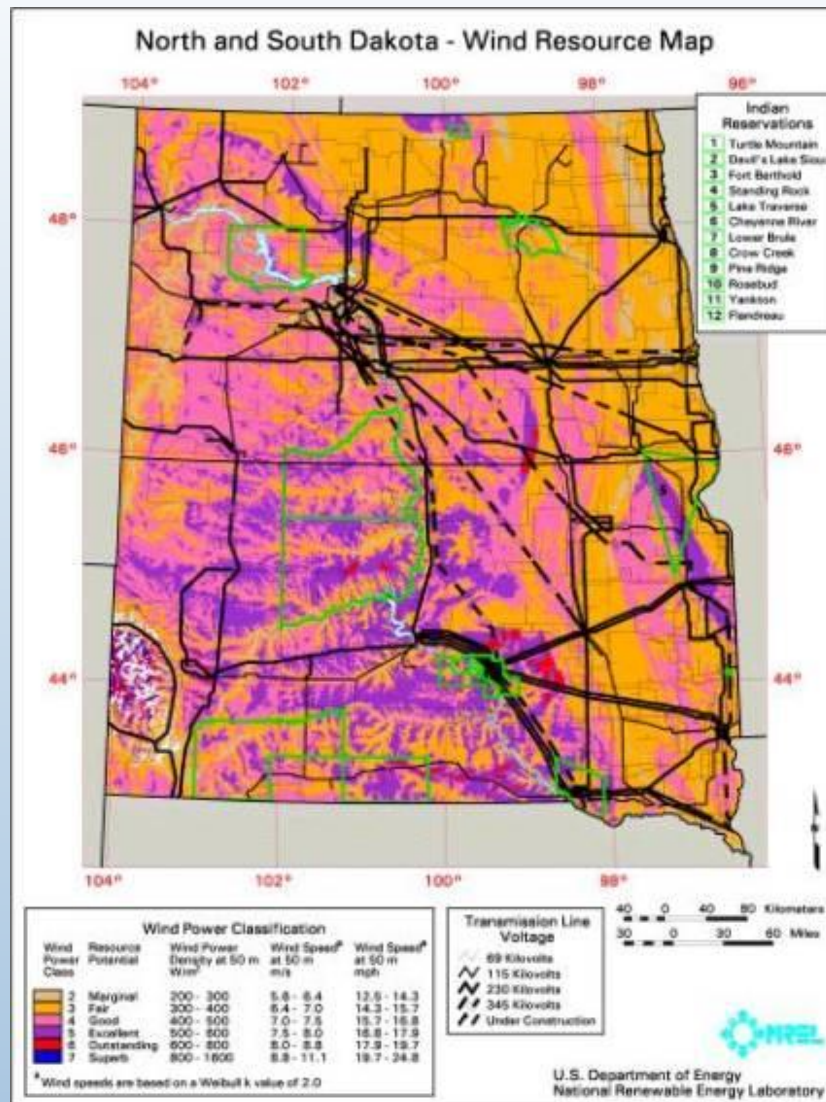 North and South Dakota - Wind Resource Map
104° 102° 100° 98° 96°
Indian
Reservations
1 Turtle Mountain
2 Devil's Lake Sioux
3 Fort Berthold
4 Standing Rock
5 Lake Traverse
6 Cheyenne River
7 Lower Brule
8 Crow Creek
9 Pine Ridge
10 Rosebud
11 Yankton
12 Flandreau
48°
46°
46°
44°
44°
104° 102° 100° 98°
Wind Power Classification
Wind Power Class Resource Potential Wind Power Density at 50 m W/m² Wind Speedª at 50 m m/s Wind Speedª at 50 m mph
2 Marginal 200 - 300 5.6 - 6.4 12.5 - 14.3
3 Fair 300 - 400 6.4 - 7.0 14.3 - 15.7
4 Good 400 - 500 7.0 - 7.5 15.7 - 16.8
5 Excellent 500 - 600 7.5 - 8.0 16.8 - 17.9
6 Outstanding 600 - 800 8.0 - 8.8 17.9 - 19.7
7 Superb 800 - 1600 8.8 - 11.1 19.7 - 24.8
ª Wind speeds are based on a Weibull k value of 2.0
Transmission Line
Voltage
69 Kilovolts
115 Kilovolts
230 Kilovolts
345 Kilovolts
Under Construction
40 0 40 80 Kilometers
30 0 30 60 Miles
NREL
U.S. Department of Energy
National Renewable Energy Laboratory